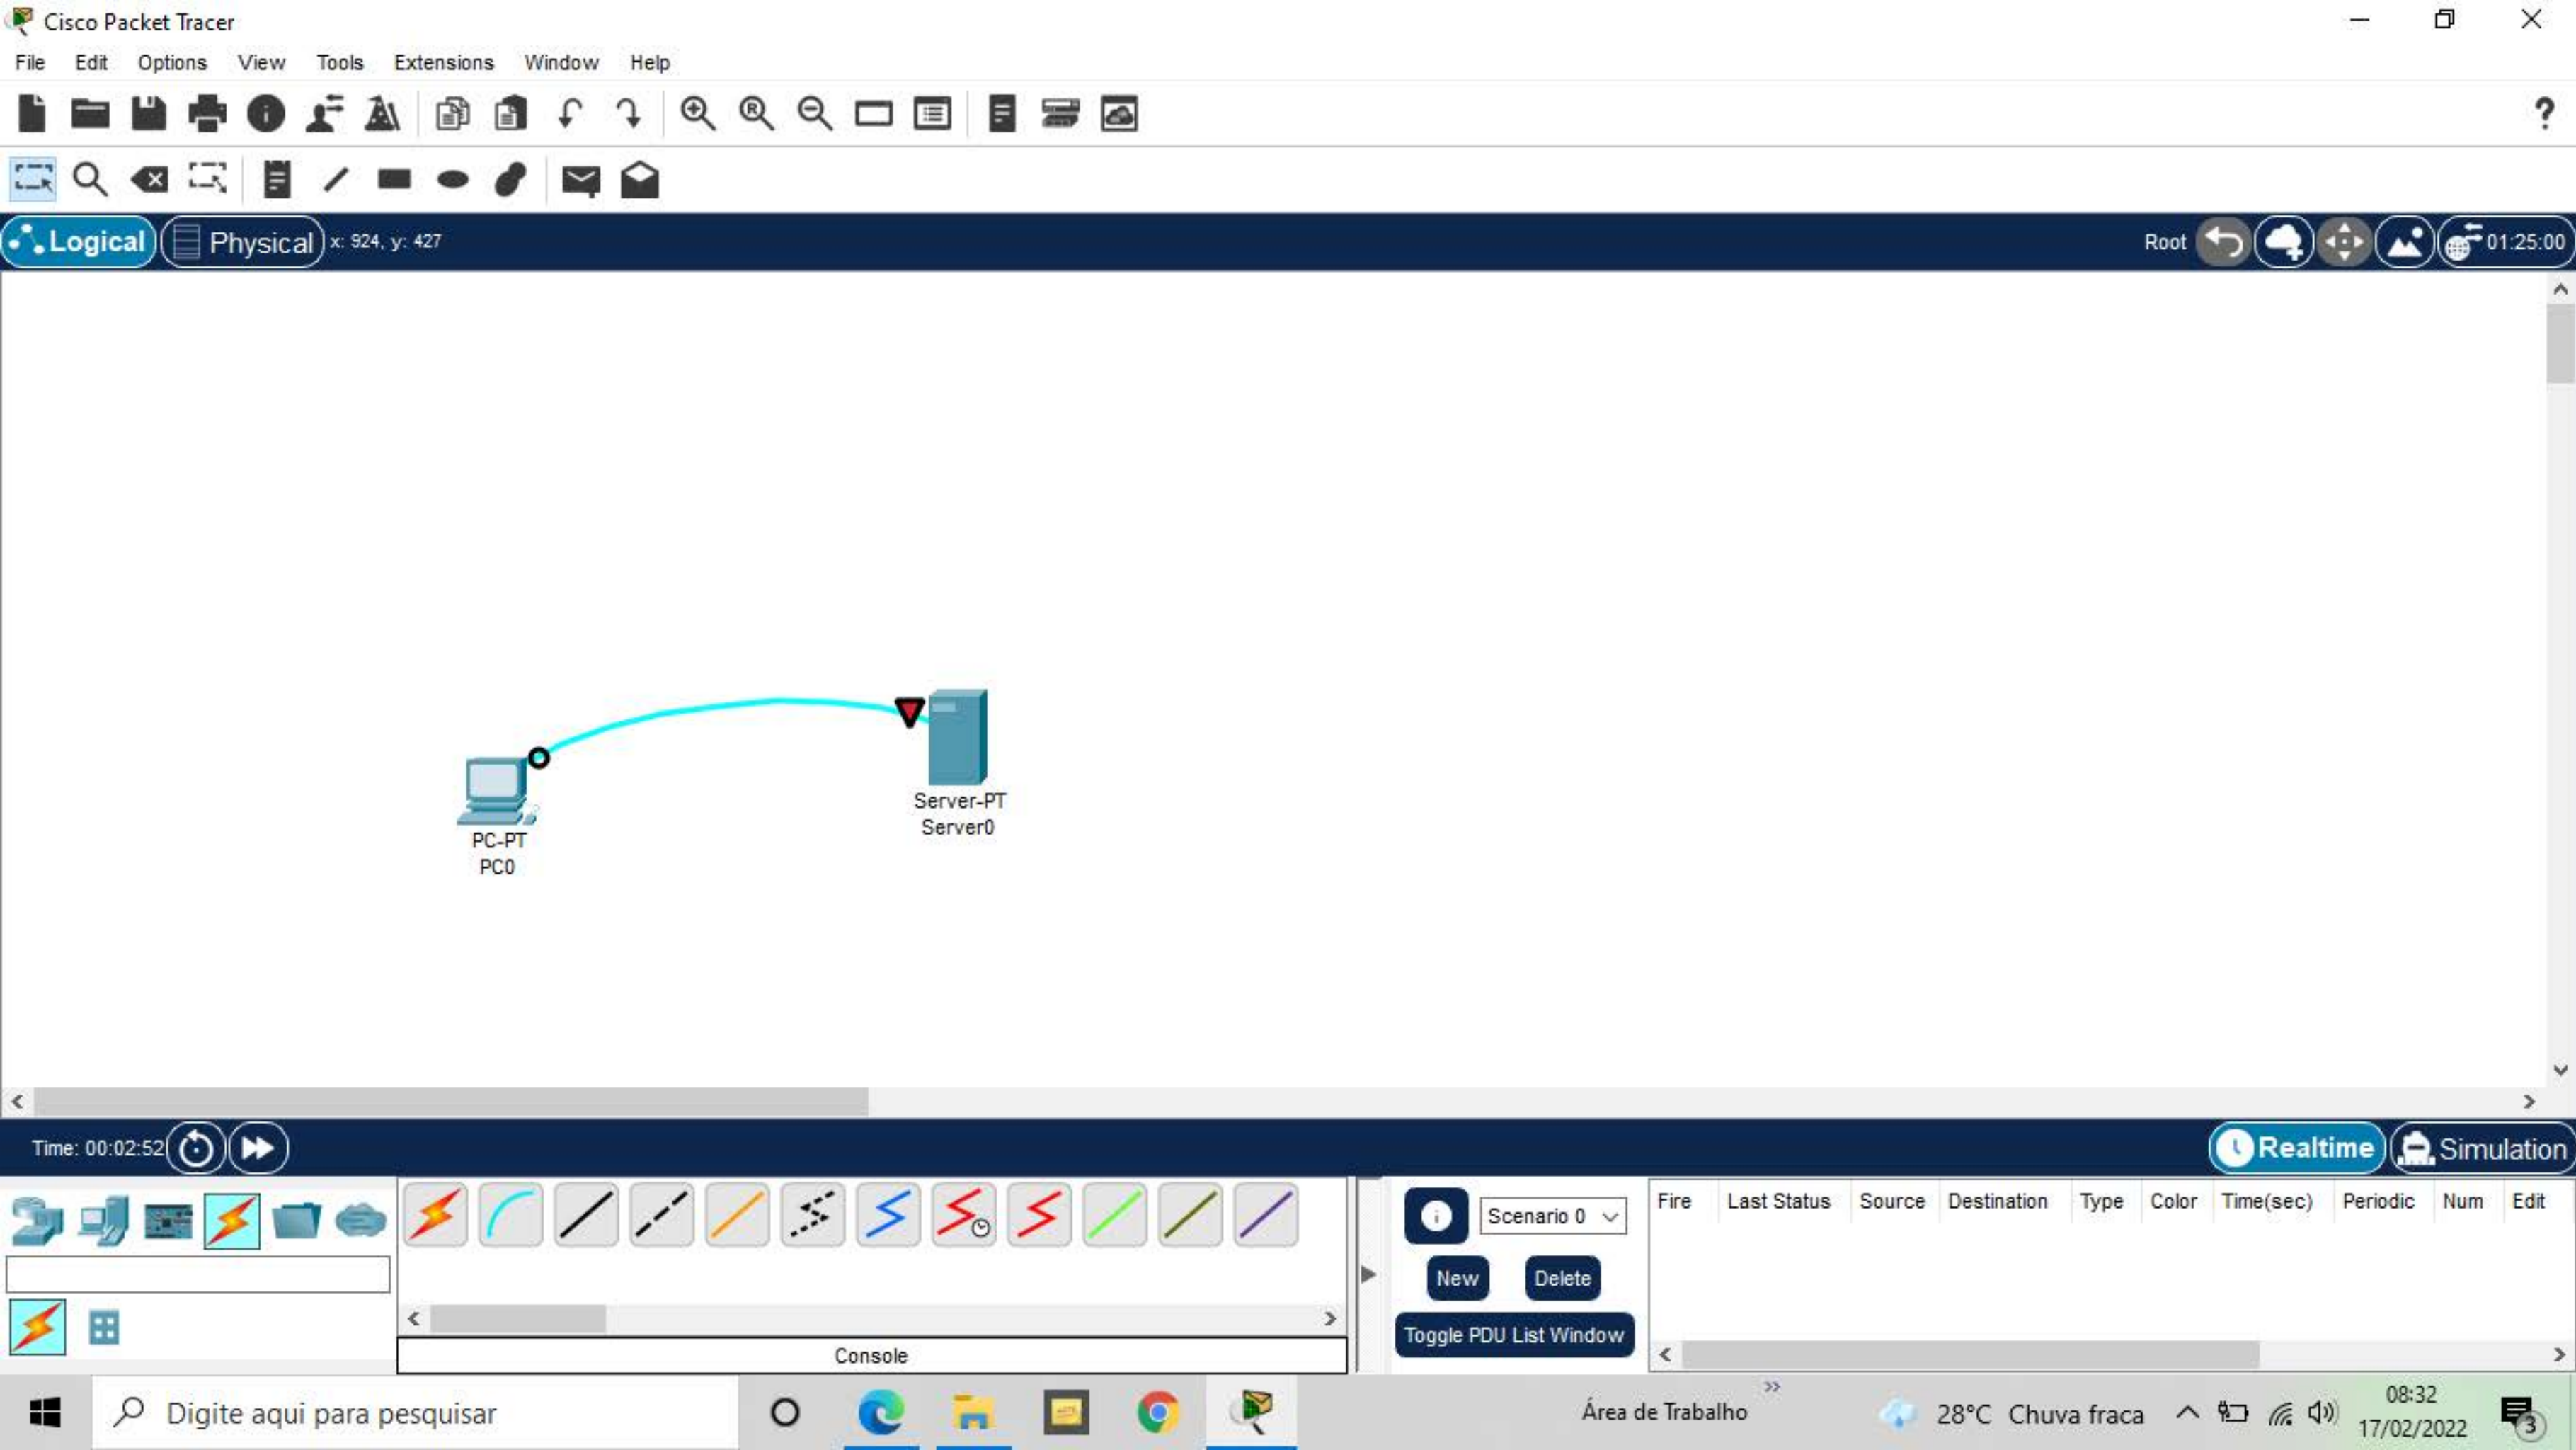 Cisco Packet Tracer
File Edit Options View Tools Extensions Window Help
Logical Physical x: 924, y: 427 Root 01:25:00
Server-PT
Server0
PC-PT
PC0
Time: 00:02:52 Realtime Simulation
Scenario 0 Fire Last Status Source Destination Type Color Time(sec) Periodic Num Edit
New Delete
Toggle PDU List Window
Console
Digite aqui para pesquisar Área de Trabalho 28°C Chuva fraca 08:32
17/02/2022 3